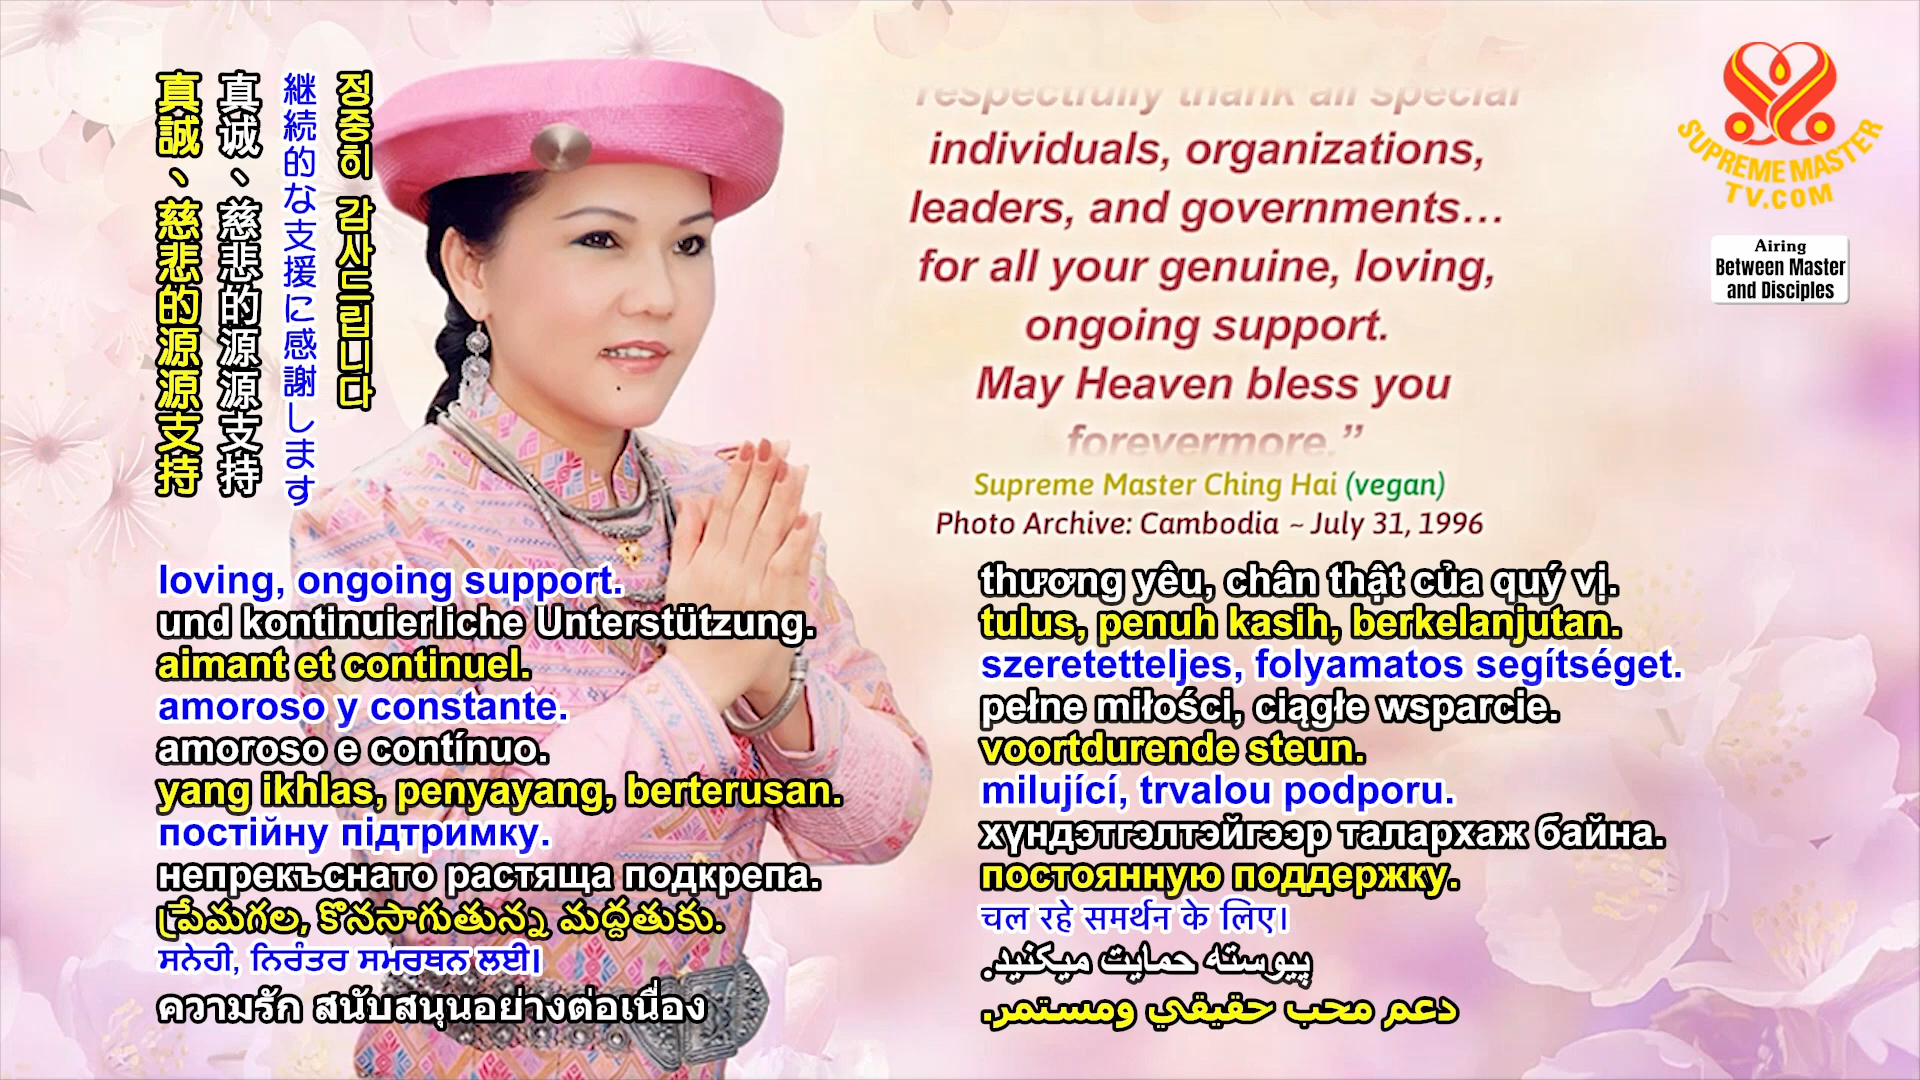 真誠、慈悲的源源支持
真诚、慈悲的源源支持
継続的な支援に感謝します
정중히 감사드립니다
respectfully thank all special
individuals, organizations,
leaders, and governments…
for all your genuine, loving,
ongoing support.
May Heaven bless you
forevermore.”
Supreme Master Ching Hai (vegan)
Photo Archive: Cambodia ~ July 31, 1996
SUPREME MASTER
TV.COM
Airing
Between Master
and Disciples
loving, ongoing support.
und kontinuierliche Unterstützung.
aimant et continuel.
amoroso y constante.
amoroso e contínuo.
yang ikhlas, penyayang, berterusan.
постійну підтримку.
непрекъснато растяща подкрепа.
ప్రేమగల, కొనసాగుతున్న మద్దతుకు.
ਸਨੇਹੀ, ਨਿਰੰਤਰ ਸਮਰਥਨ ਲਈ।
ความรัก สนับสนุนอย่างต่อเนื่อง
thương yêu, chân thật của quý vị.
tulus, penuh kasih, berkelanjutan.
szeretetteljes, folyamatos segítséget.
pełne miłości, ciągłe wsparcie.
voortdurende steun.
milující, trvalou podporu.
хүндэтгэлтэйгээр талархаж байна.
постоянную поддержку.
चल रहे समर्थन के लिए।
پیوسته حمایت میکنید.
دعم محب حقيقي ومستمر.